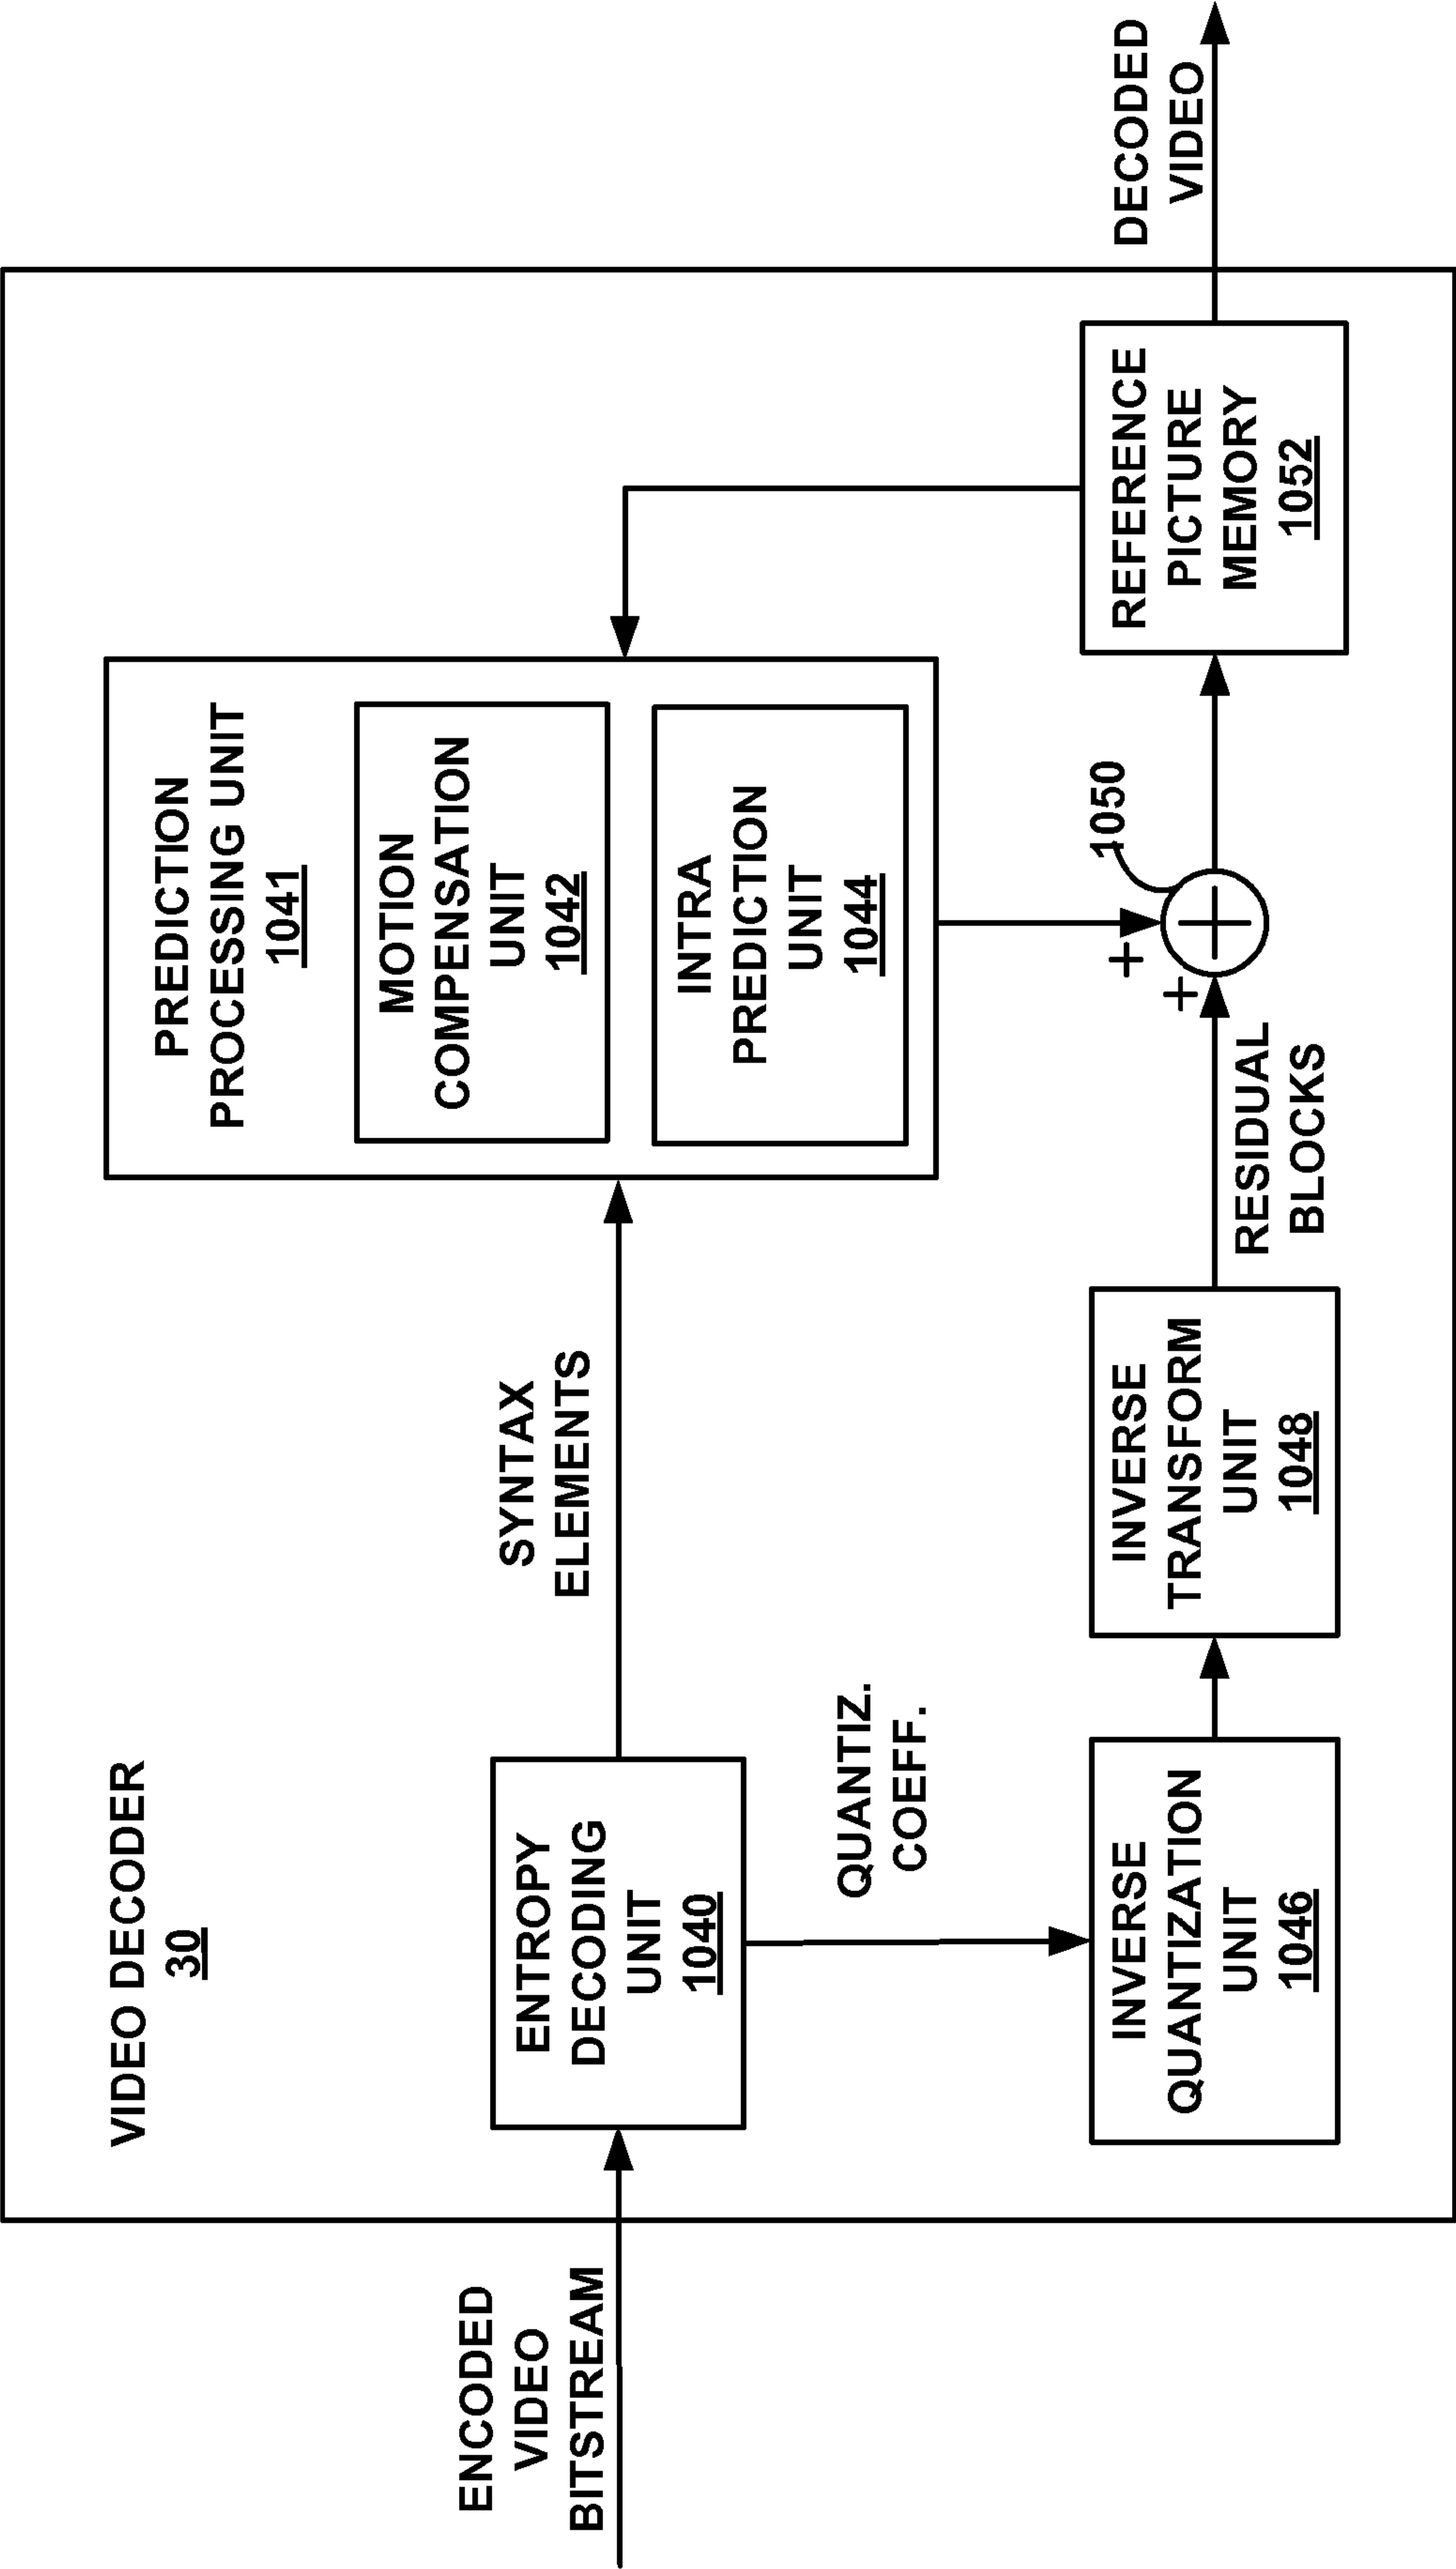 VIDEO DECODER
30
ENCODED
VIDEO
BITSTREAM
ENTROPY
DECODING
UNIT
1040
SYNTAX
ELEMENTS
PREDICTION
PROCESSING UNIT
1041
MOTION
COMPENSATION
UNIT
1042
INTRA
PREDICTION
UNIT
1044
QUANTIZ.
COEFF.
INVERSE
QUANTIZATION
UNIT
1046
INVERSE
TRANSFORM
UNIT
1048
RESIDUAL
BLOCKS
+
+
+
1050
REFERENCE
PICTURE
MEMORY
1052
DECODED
VIDEO